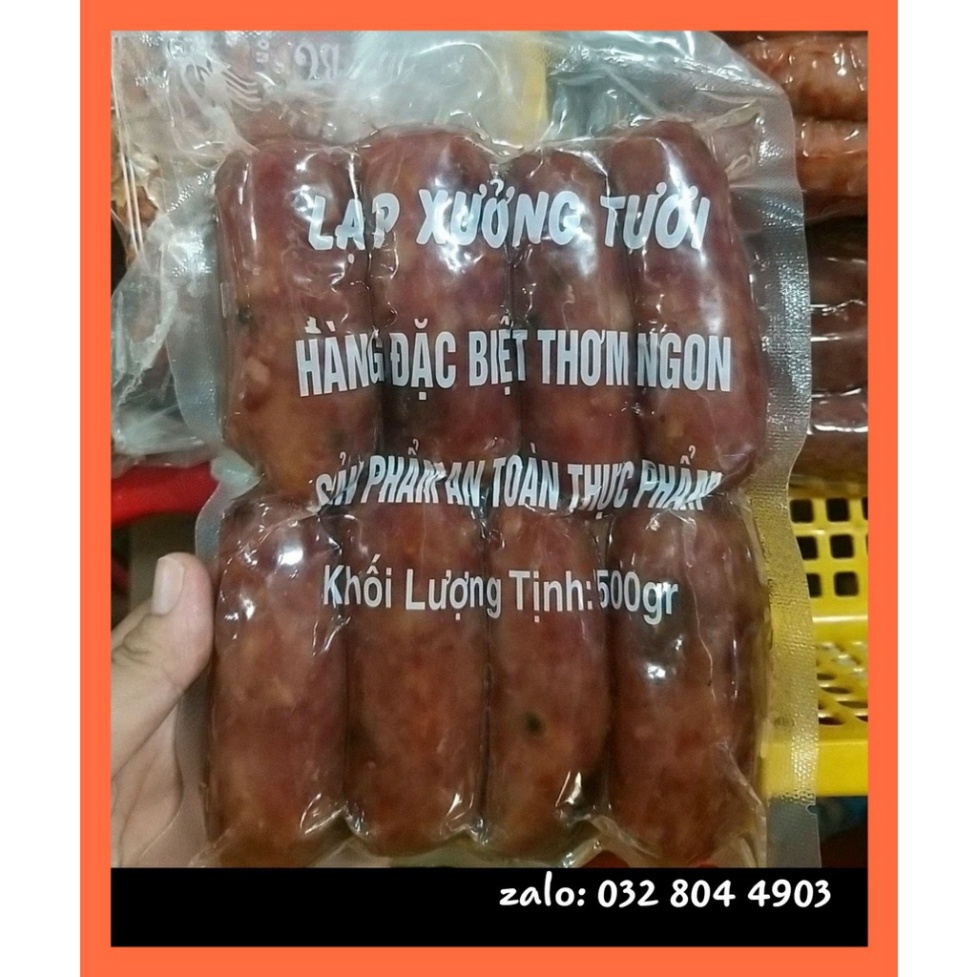 LẠP XƯỞNG TƯƠI
HÀNG ĐẶC BIỆT THƠM NGON
SẢN PHẨM AN TOÀN THỰC PHẨM
Khối Lượng Tịnh: 500gr
zalo: 032 804 4903